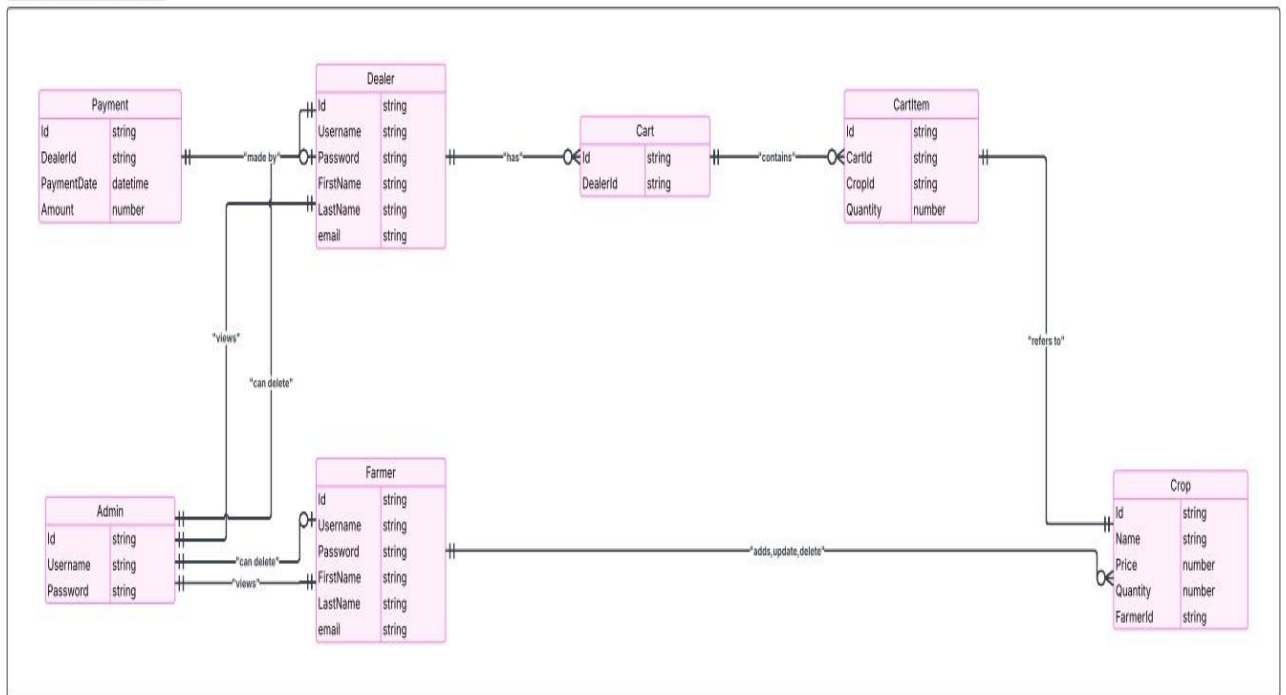 Payment
Id string
DealerId string
PaymentDate datetime
Amount number
"made by"
Dealer
Id string
Username string
Password string
FirstName string
LastName string
email string
"has"
Cart
Id string
DealerId string
"contains"
CartItem
Id string
CartId string
CropId string
Quantity number
"views"
"can delete"
"refers to"
Admin
Id string
Username string
Password string
"can delete"
"views"
Farmer
Id string
Username string
Password string
FirstName string
LastName string
email string
"adds,update,delete"
Crop
Id string
Name string
Price number
Quantity number
FarmerId string